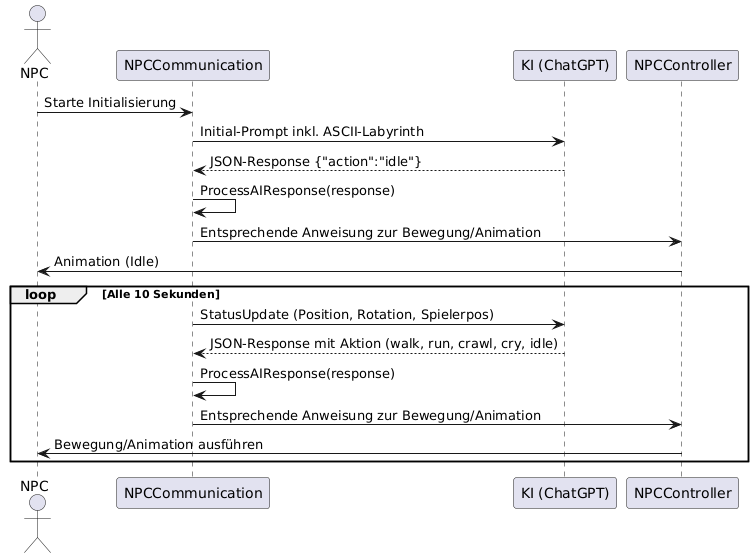 NPC
NPCCommunication
KI (ChatGPT)
NPCController
Starte Initialisierung
Initial-Prompt inkl. ASCII-Labyrinth
JSON-Response {"action":"idle"}
ProcessAIResponse(response)
Entsprechende Anweisung zur Bewegung/Animation
Animation (Idle)
loop [Alle 10 Sekunden]
StatusUpdate (Position, Rotation, Spielerpos)
JSON-Response mit Aktion (walk, run, crawl, cry, idle)
ProcessAIResponse(response)
Entsprechende Anweisung zur Bewegung/Animation
Bewegung/Animation ausführen
NPC
NPCCommunication
KI (ChatGPT)
NPCController